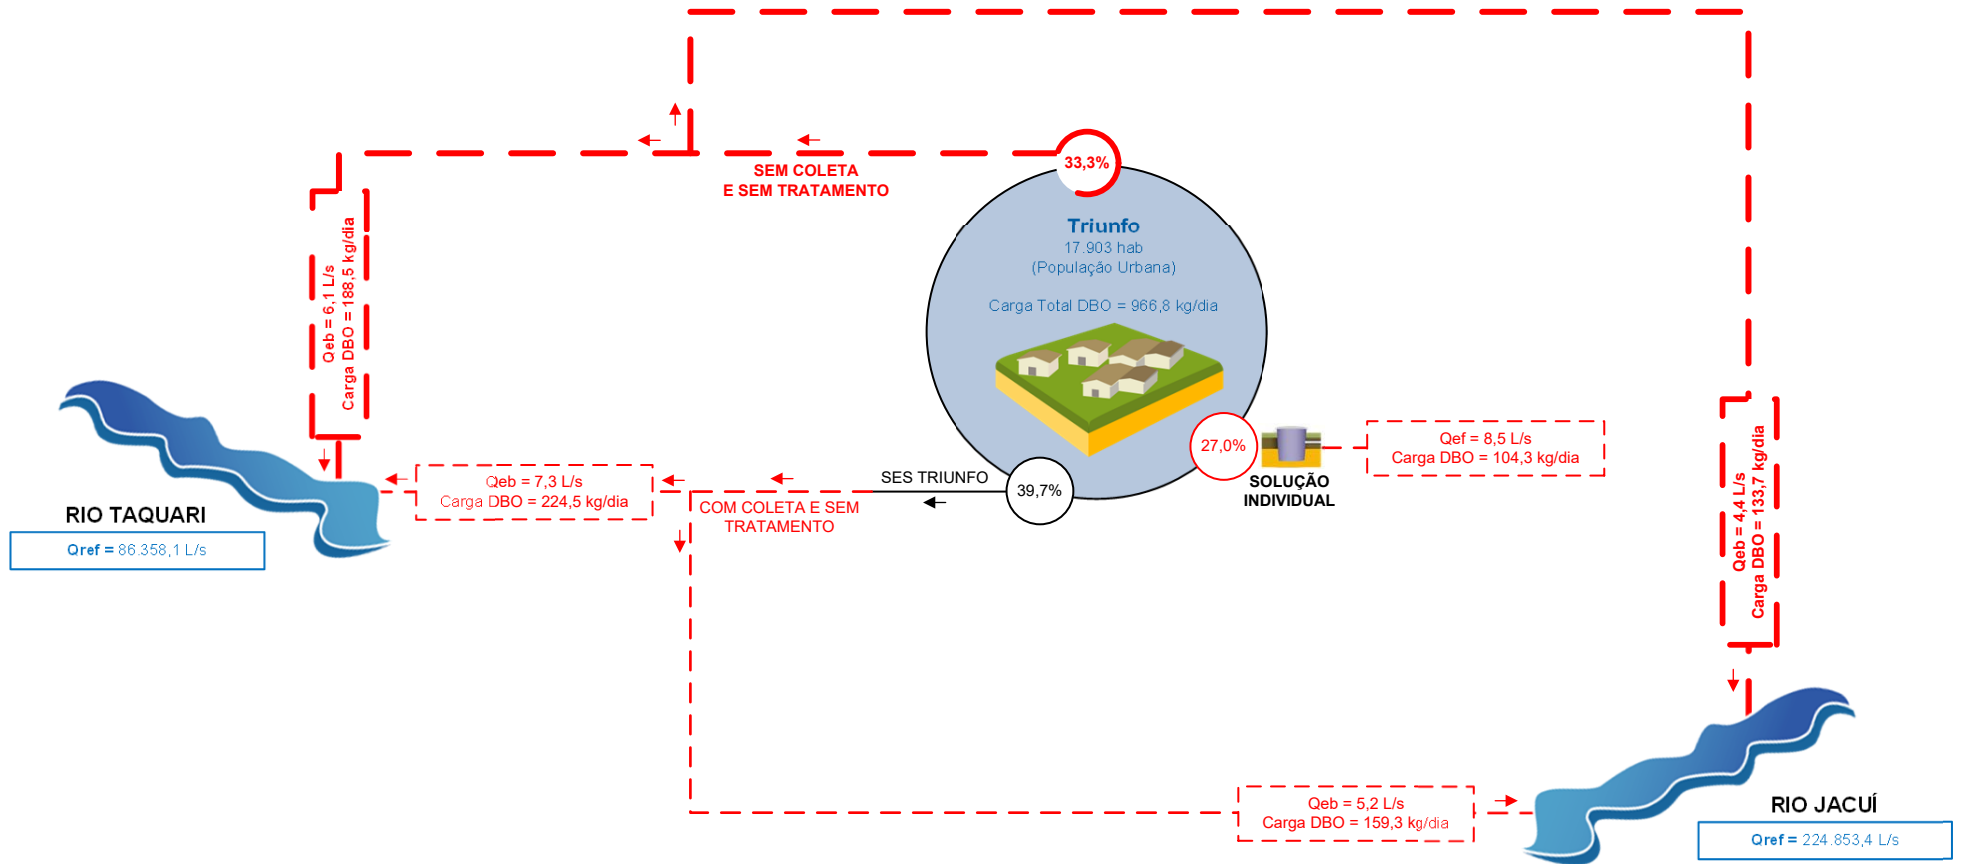 33,3%
SEM COLETA
E SEM TRATAMENTO
Triunfo
17.903 hab
(População Urbana)
Carga Total DBO = 966,8 kg/dia
Qeb = 6,1 L/s
Carga DBO = 188,5 kg/dia
27,0%
SOLUÇÃO
INDIVIDUAL
Qef = 8,5 L/s
Carga DBO = 104,3 kg/dia
Qeb = 4,4 L/s
Carga DBO = 133,7 kg/dia
39,7%
SES TRIUNFO
COM COLETA E SEM
TRATAMENTO
Qeb = 7,3 L/s
Carga DBO = 224,5 kg/dia
RIO TAQUARI
Qref = 86.358,1 L/s
Qeb = 5,2 L/s
Carga DBO = 159,3 kg/dia
RIO JACUÍ
Qref = 224.853,4 L/s